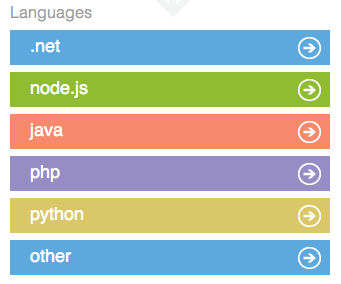 Languages
.net
node.js
java
php
python
other